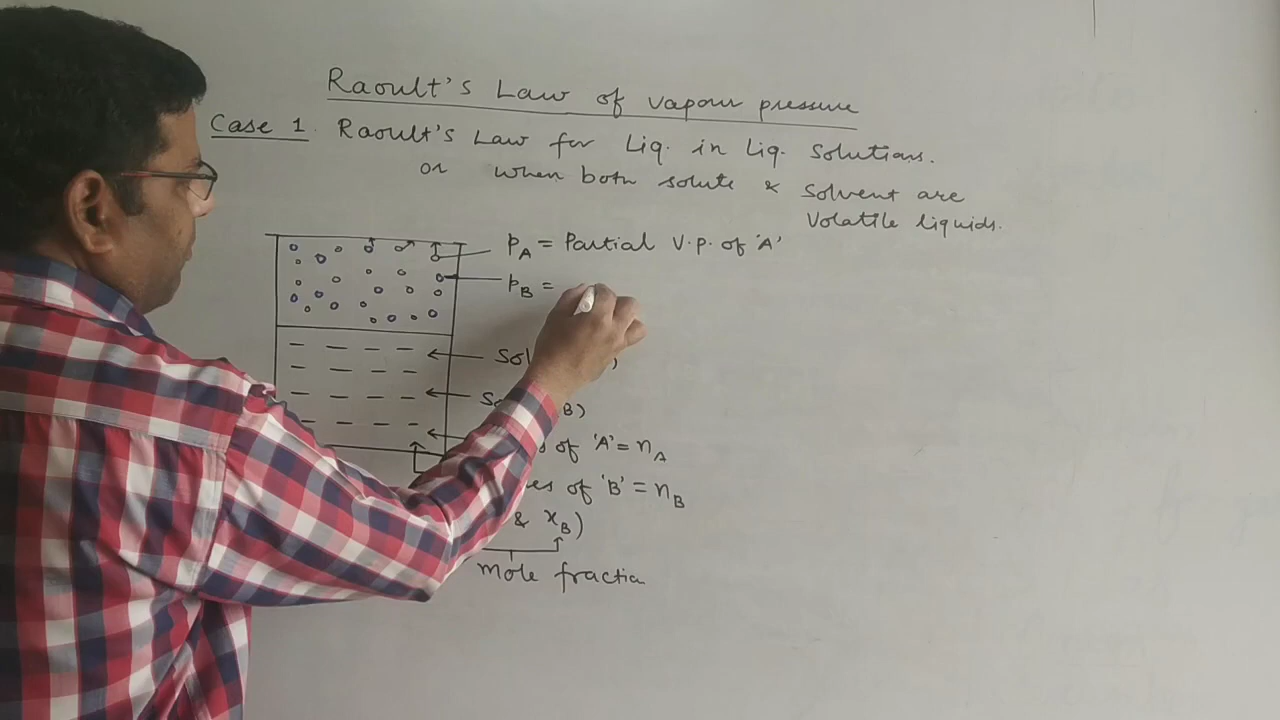 Raoult's Law of vapour pressure
Case 1. Raoult's Law for Liq. in Liq. Solutions.
or when both solute & solvent are
Volatile liquids.
pA = Partial V.p. of 'A'
pB =
B)
of 'A' = nA
of 'B' = nB
& xB)
mole fraction